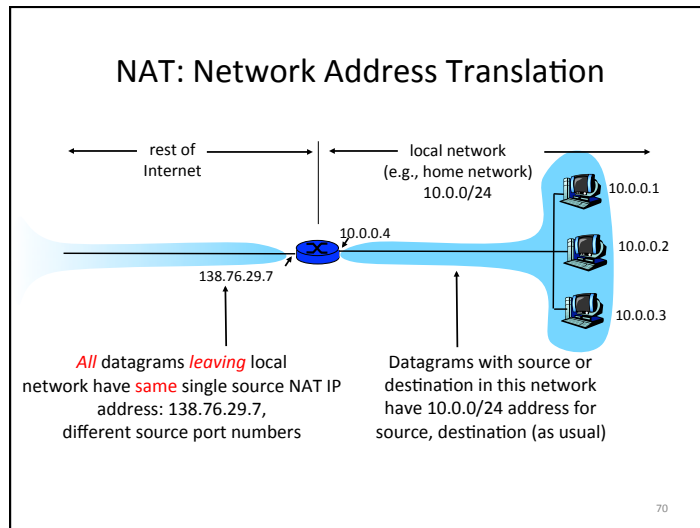 NAT: Network Address Translation
rest of
Internet
local network
(e.g., home network)
10.0.0/24
10.0.0.1
10.0.0.4
10.0.0.2
138.76.29.7
10.0.0.3
All datagrams leaving local
network have same single source NAT IP
address: 138.76.29.7,
different source port numbers
Datagrams with source or
destination in this network
have 10.0.0/24 address for
source, destination (as usual)
70